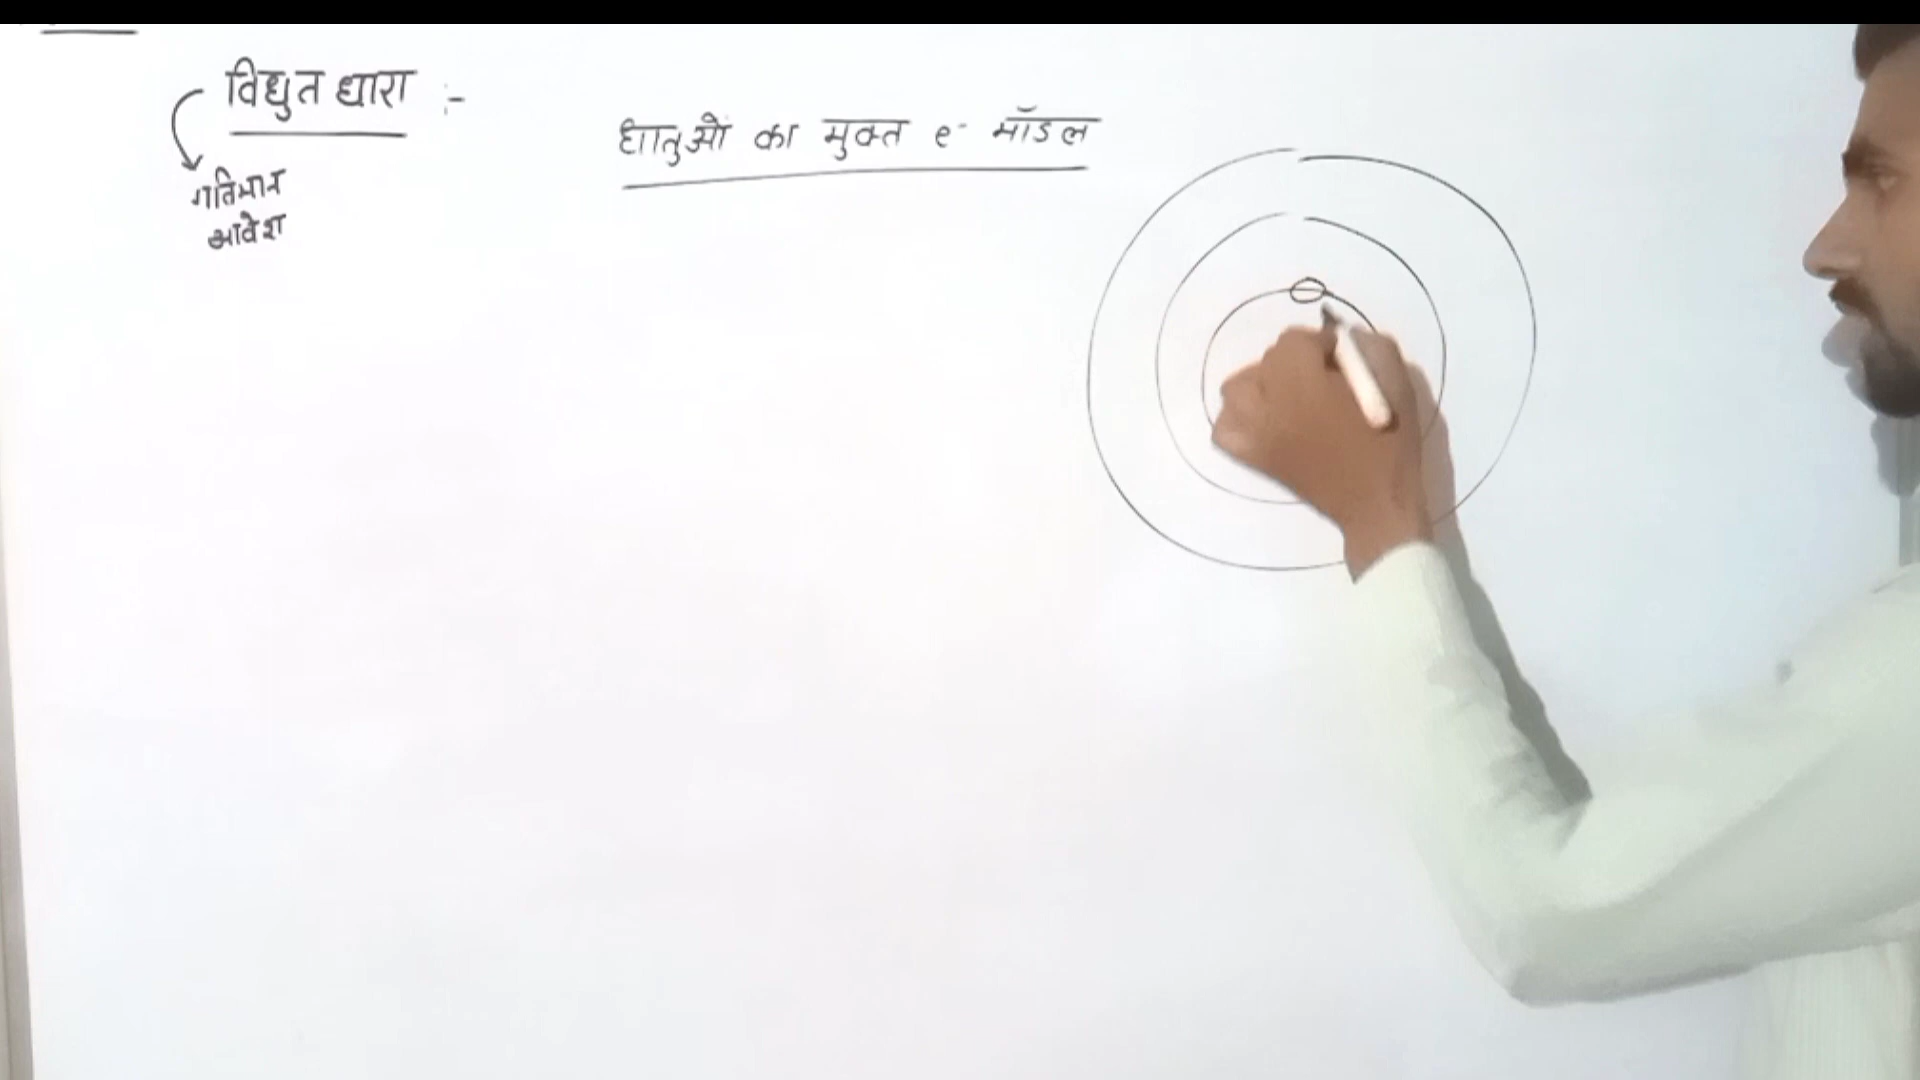 विद्युत धारा :-
गतिमान
आवेश
धातुओं का मुक्त e- मॉडल